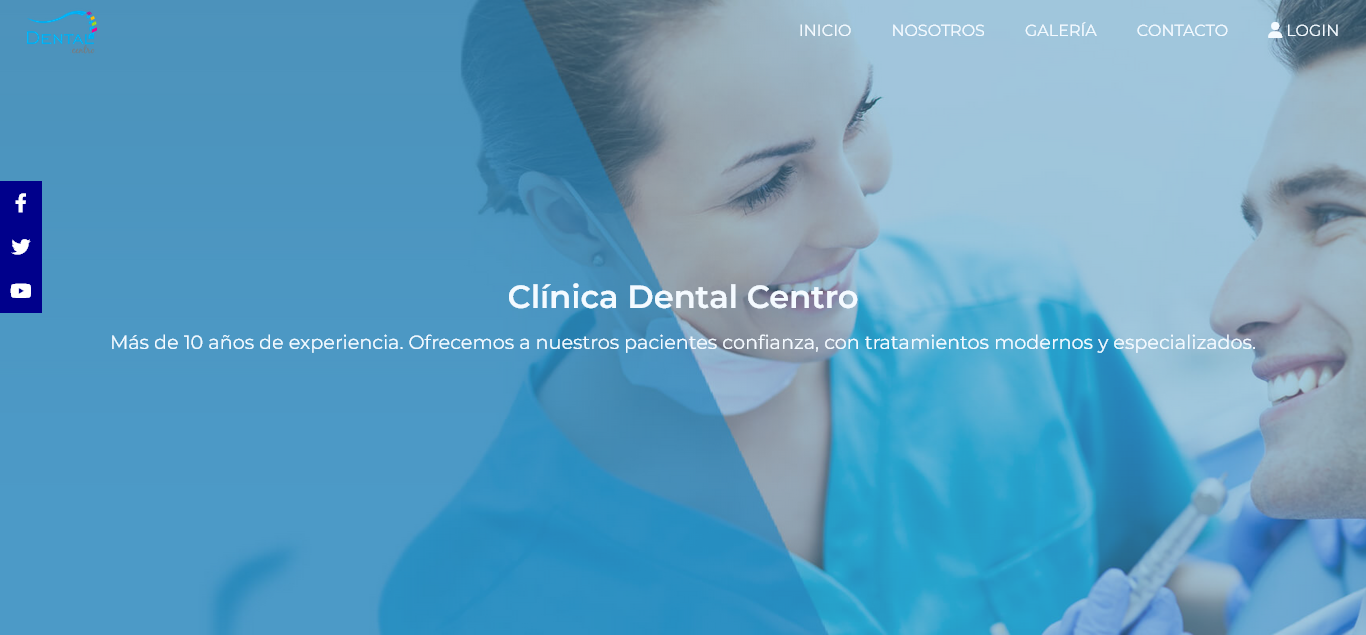 DENTAL
INICIO NOSOTROS GALERÍA CONTACTO LOGIN
Clínica Dental Centro
Más de 10 años de experiencia. Ofrecemos a nuestros pacientes confianza, con tratamientos modernos y especializados.